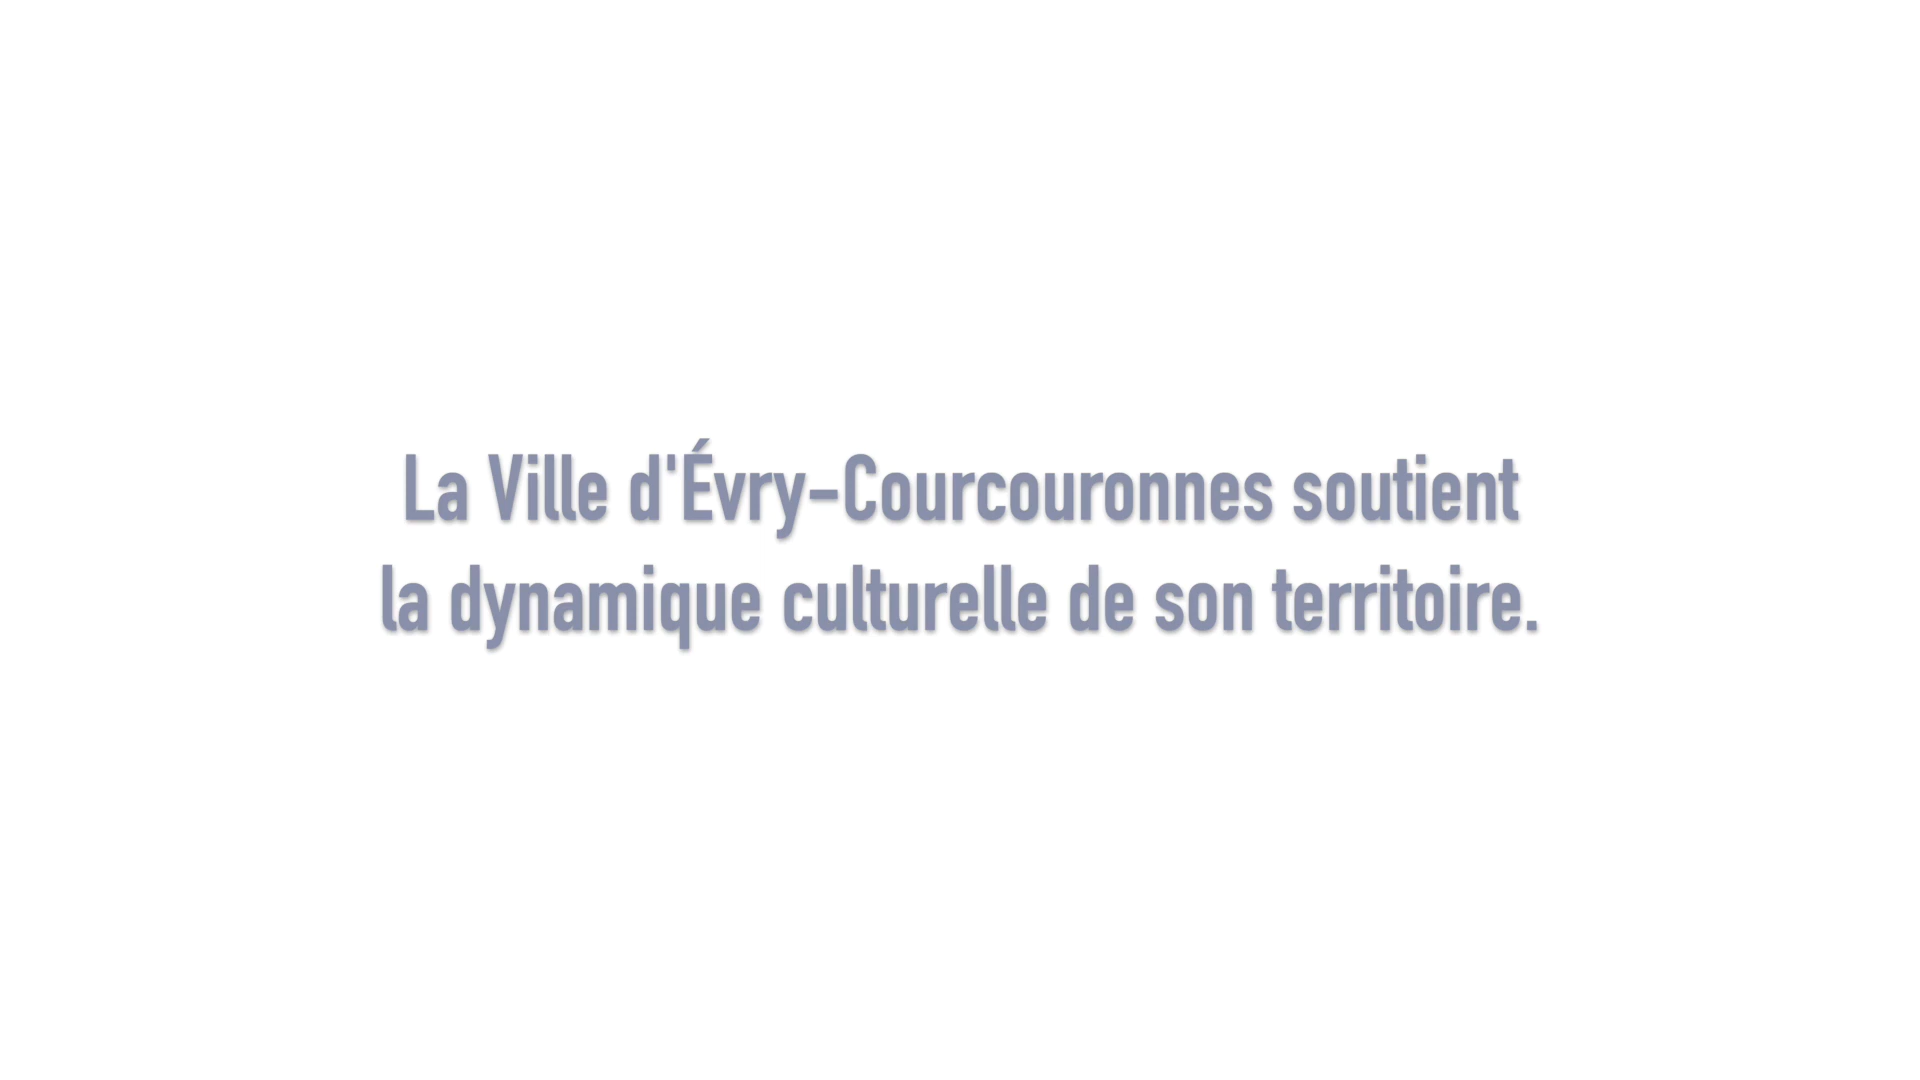 La Ville d'Évry-Courcouronnes soutient
la dynamique culturelle de son territoire.